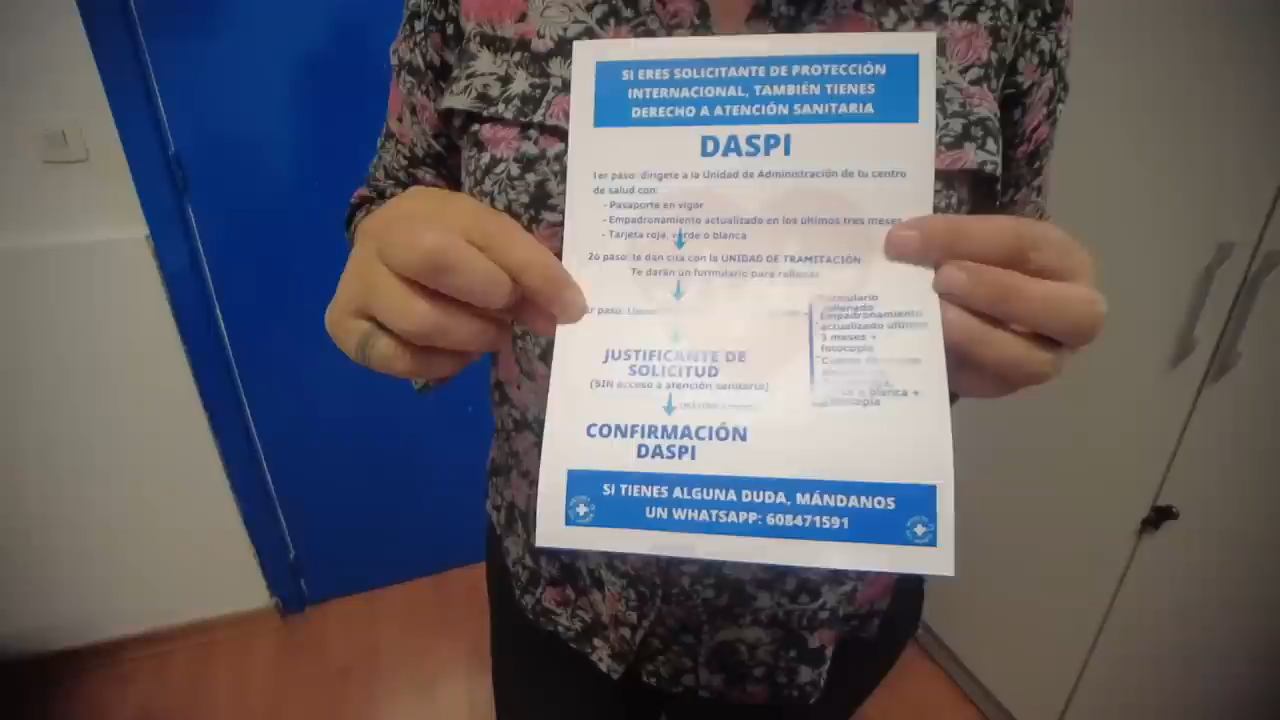 SI ERES SOLICITANTE DE PROTECCIÓN
INTERNACIONAL, TAMBIÉN TIENES
DERECHO A ATENCIÓN SANITARIA
DASPI
1er paso: dirígete a la Unidad de Administración de tu centro
de salud con:
- Pasaporte en vigor
- Empadronamiento actualizado en los últimos tres meses
- Tarjeta roja, verde o blanca
2o paso: te dan cita con la UNIDAD DE TRAMITACIÓN
Te darán un formulario para rellenar
paso:
Formulario
rellenado
Empadronamiento
actualizado últimos
3 meses +
fotocopia
blanca +
fotocopia
JUSTIFICANTE DE
SOLICITUD
(SIN acceso a atención sanitaria)
CONFIRMACIÓN
DASPI
SI TIENES ALGUNA DUDA, MÁNDANOS
UN WHATSAPP: 608471591